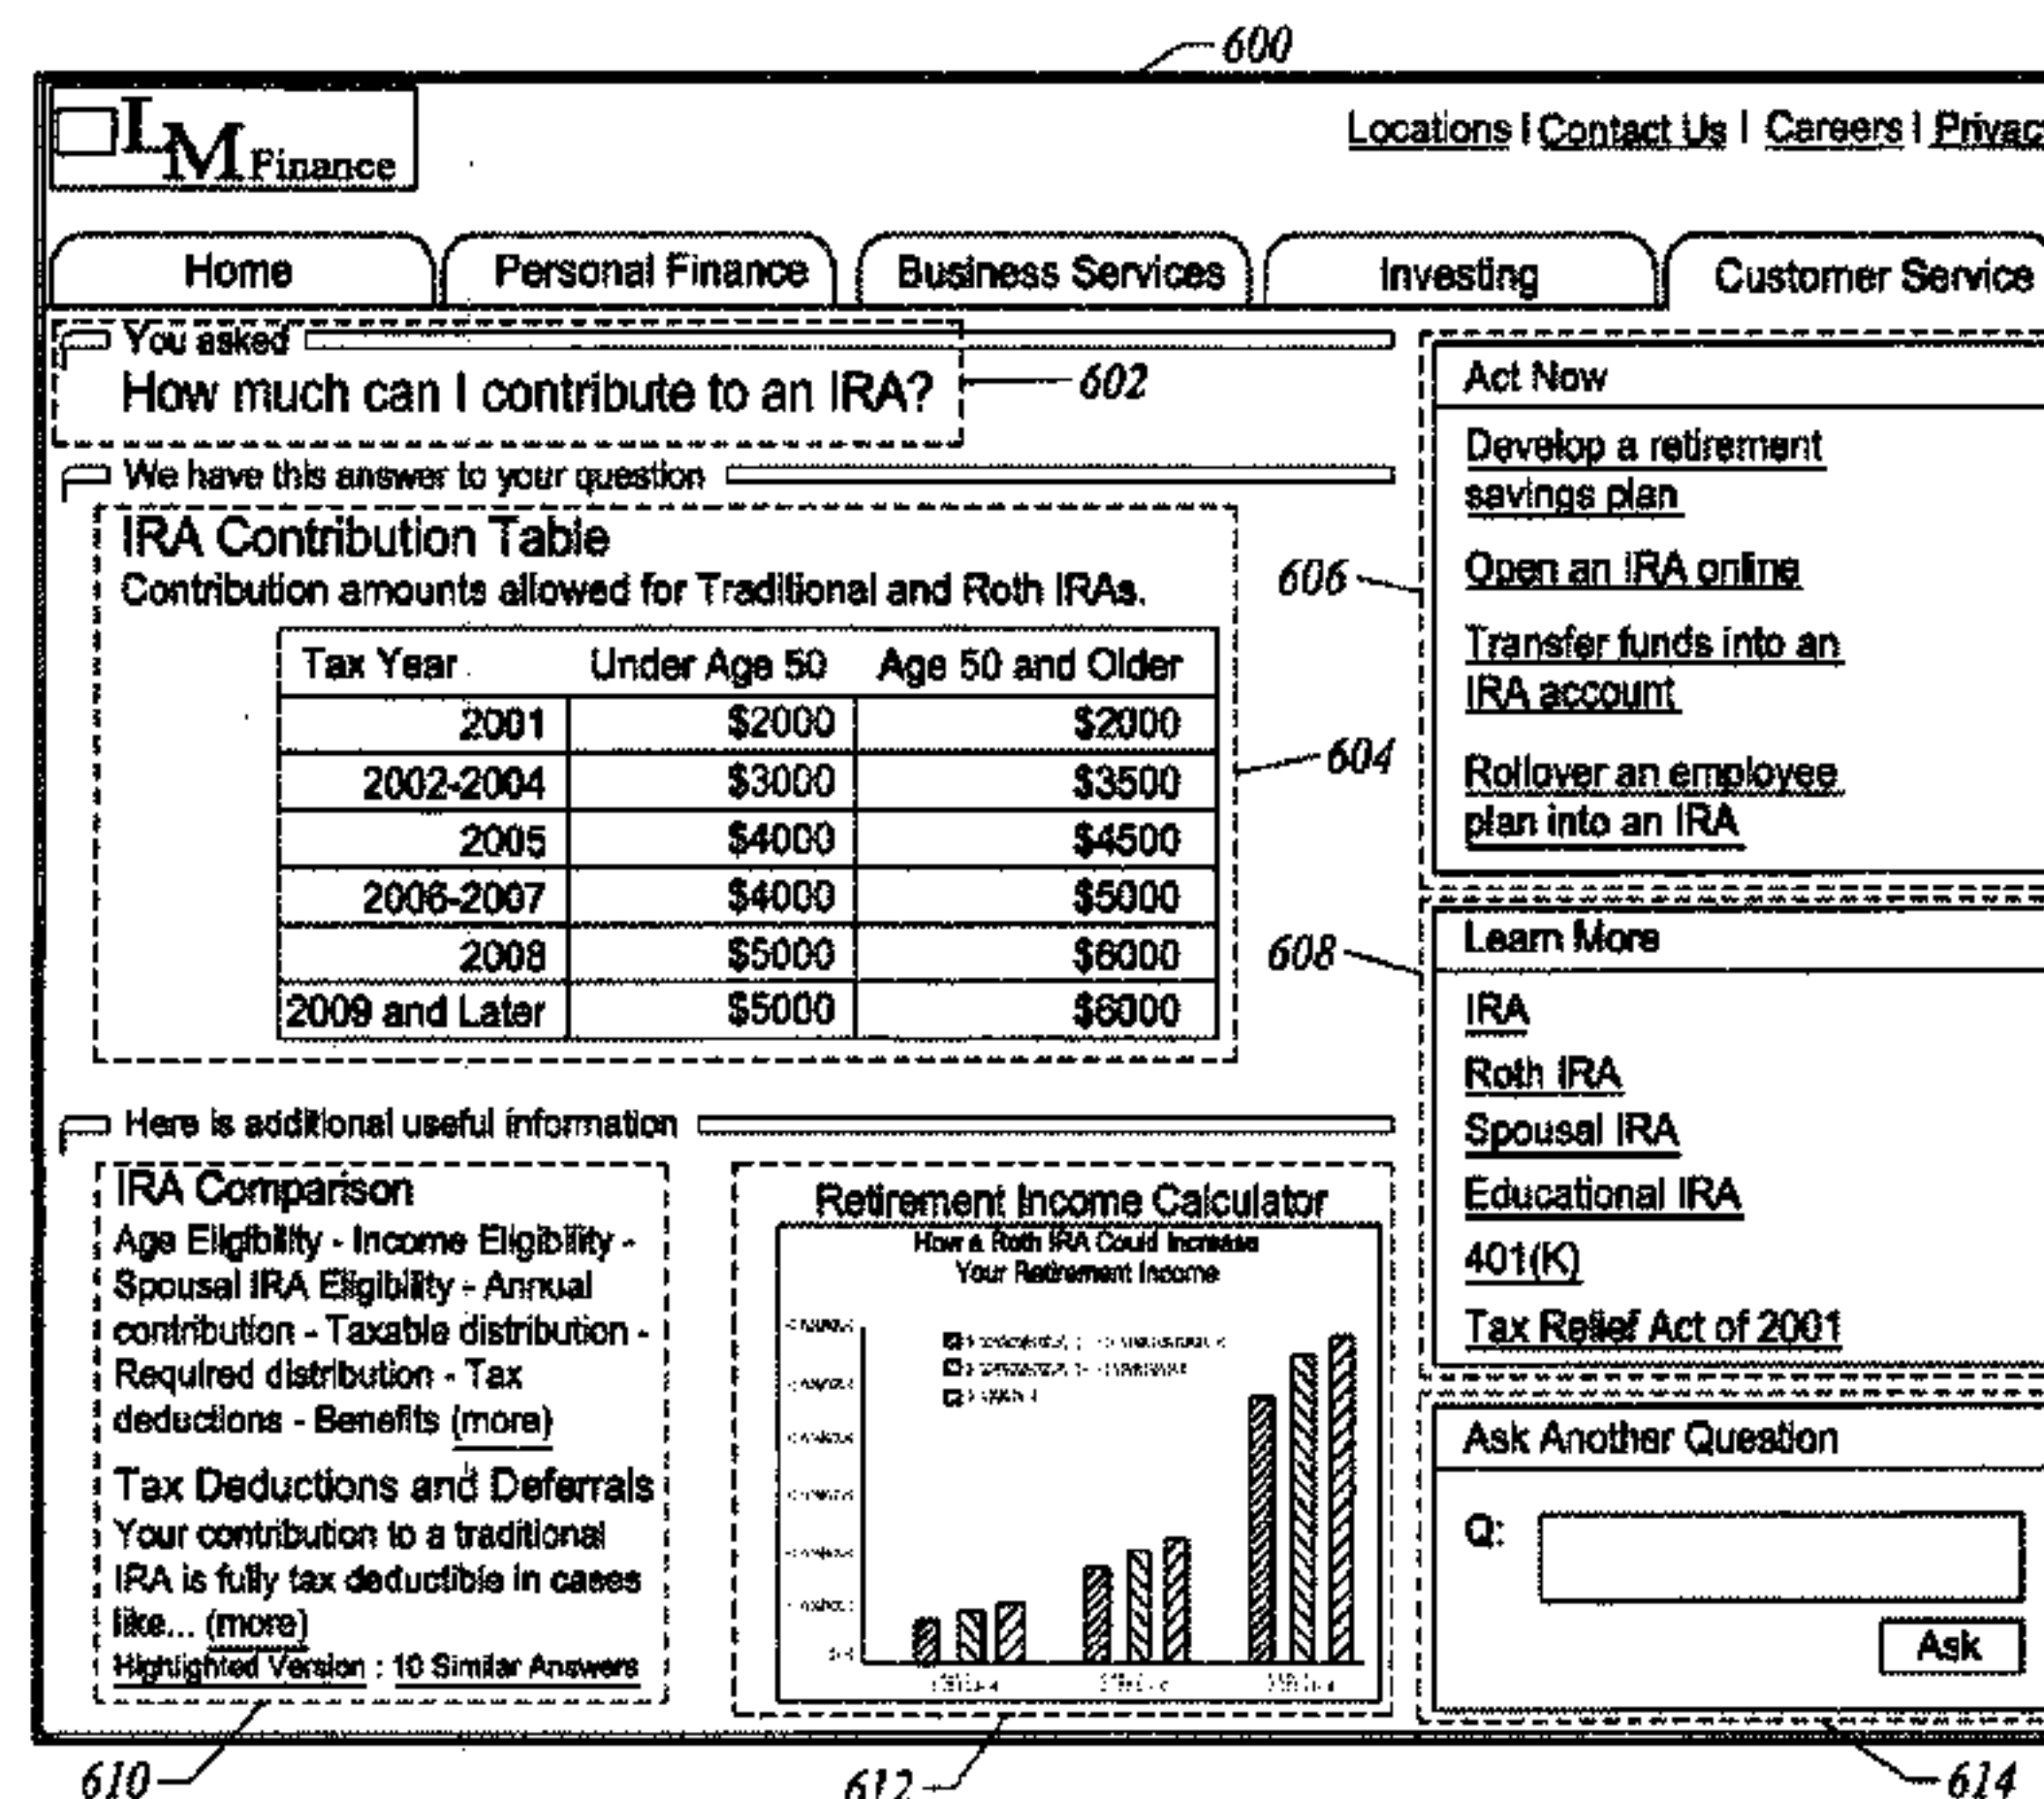 600
LM Finance
Locations | Contact Us | Careers | Privac
Home Personal Finance Business Services Investing Customer Service
You asked
How much can I contribute to an IRA?
602
We have this answer to your question
IRA Contribution Table
Contribution amounts allowed for Traditional and Roth IRAs.
Tax Year Under Age 50 Age 50 and Older
2001 $2000 $2000
2002-2004 $3000 $3500
2005 $4000 $4500
2006-2007 $4000 $5000
2008 $5000 $6000
2009 and Later $5000 $6000
604
Here is additional useful information
IRA Comparison
Age Eligibility - Income Eligibility -
Spousal IRA Eligibility - Annual
contribution - Taxable distribution -
Required distribution - Tax
deductions - Benefits (more)
Tax Deductions and Deferrals
Your contribution to a traditional
IRA is fully tax deductible in cases
like... (more)
Highlighted Version : 10 Similar Answers
610
Retirement Income Calculator
How a Roth IRA Could Increase
Your Retirement Income
612
606
Act Now
Develop a retirement
savings plan
Open an IRA online
Transfer funds into an
IRA account
Rollover an employee
plan into an IRA
608
Learn More
IRA
Roth IRA
Spousal IRA
Educational IRA
401(K)
Tax Relief Act of 2001
Ask Another Question
Q:
Ask
614